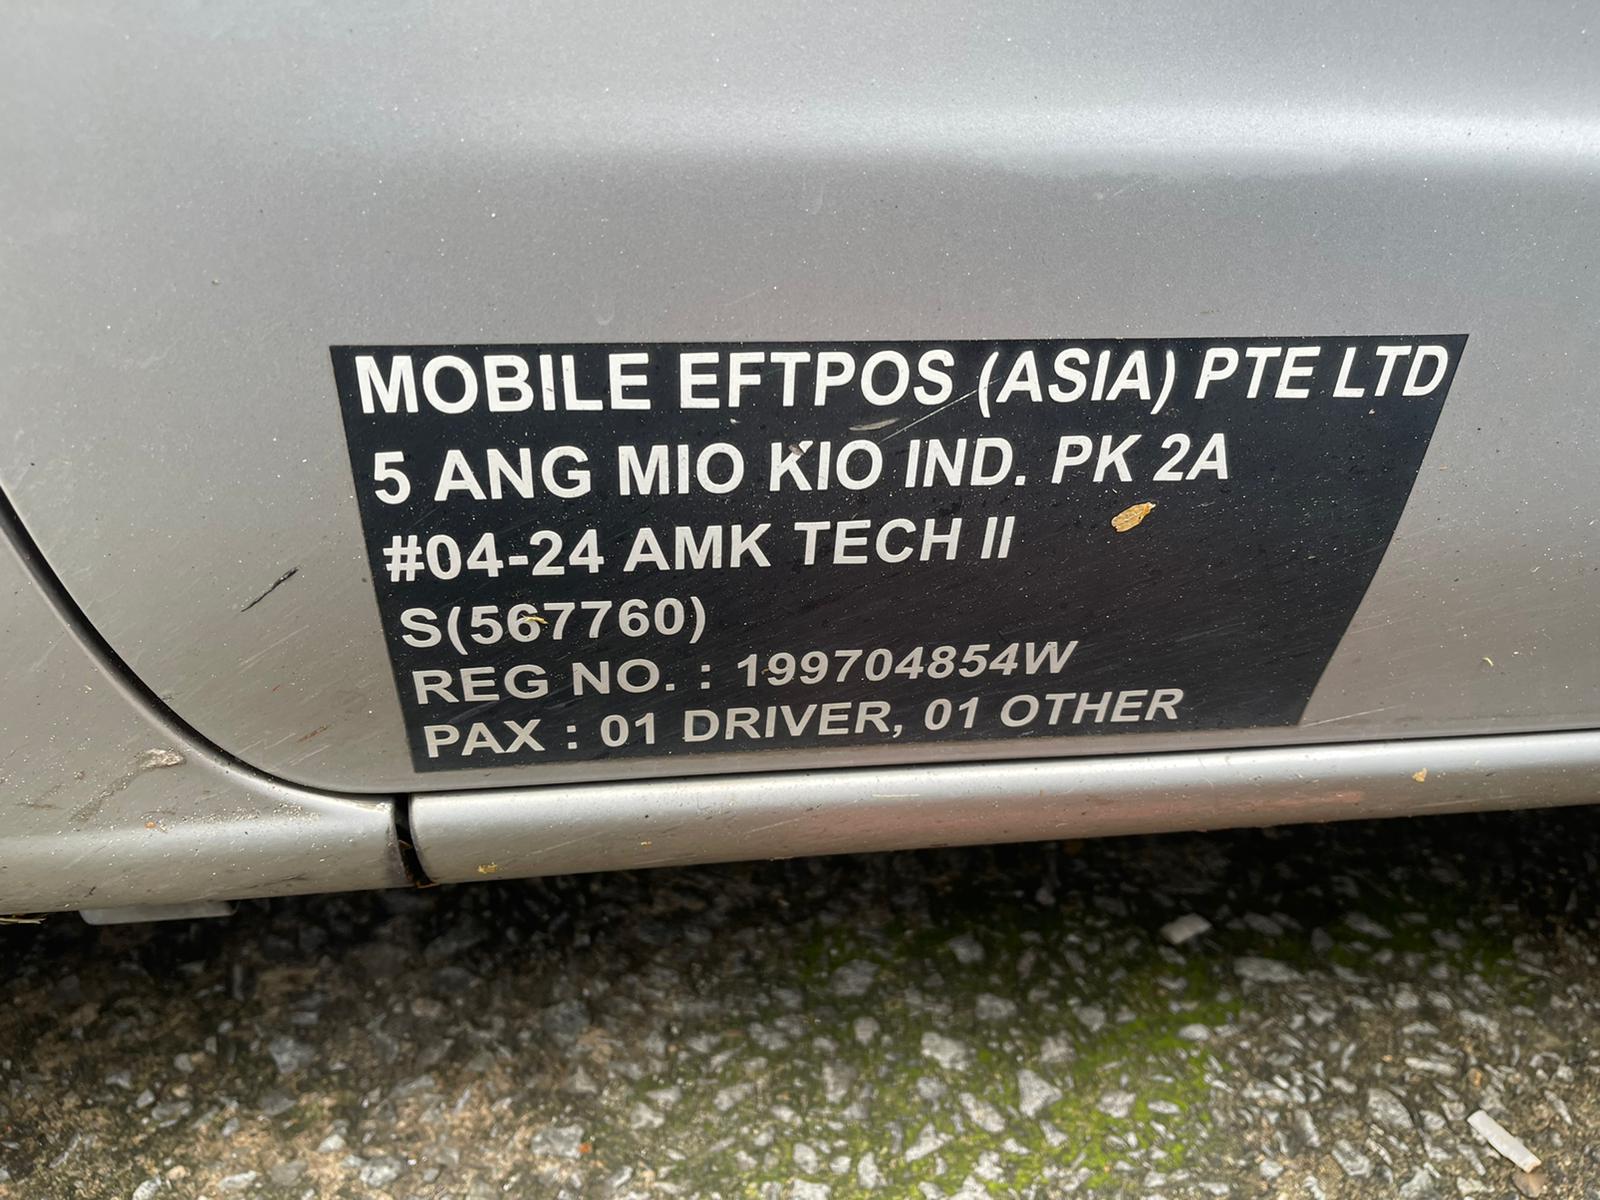 MOBILE EFTPOS (ASIA) PTE LTD
5 ANG MIO KIO IND. PK 2A
#04-24 AMK TECH II
S(567760)
REG NO. : 199704854W
PAX : 01 DRIVER, 01 OTHER